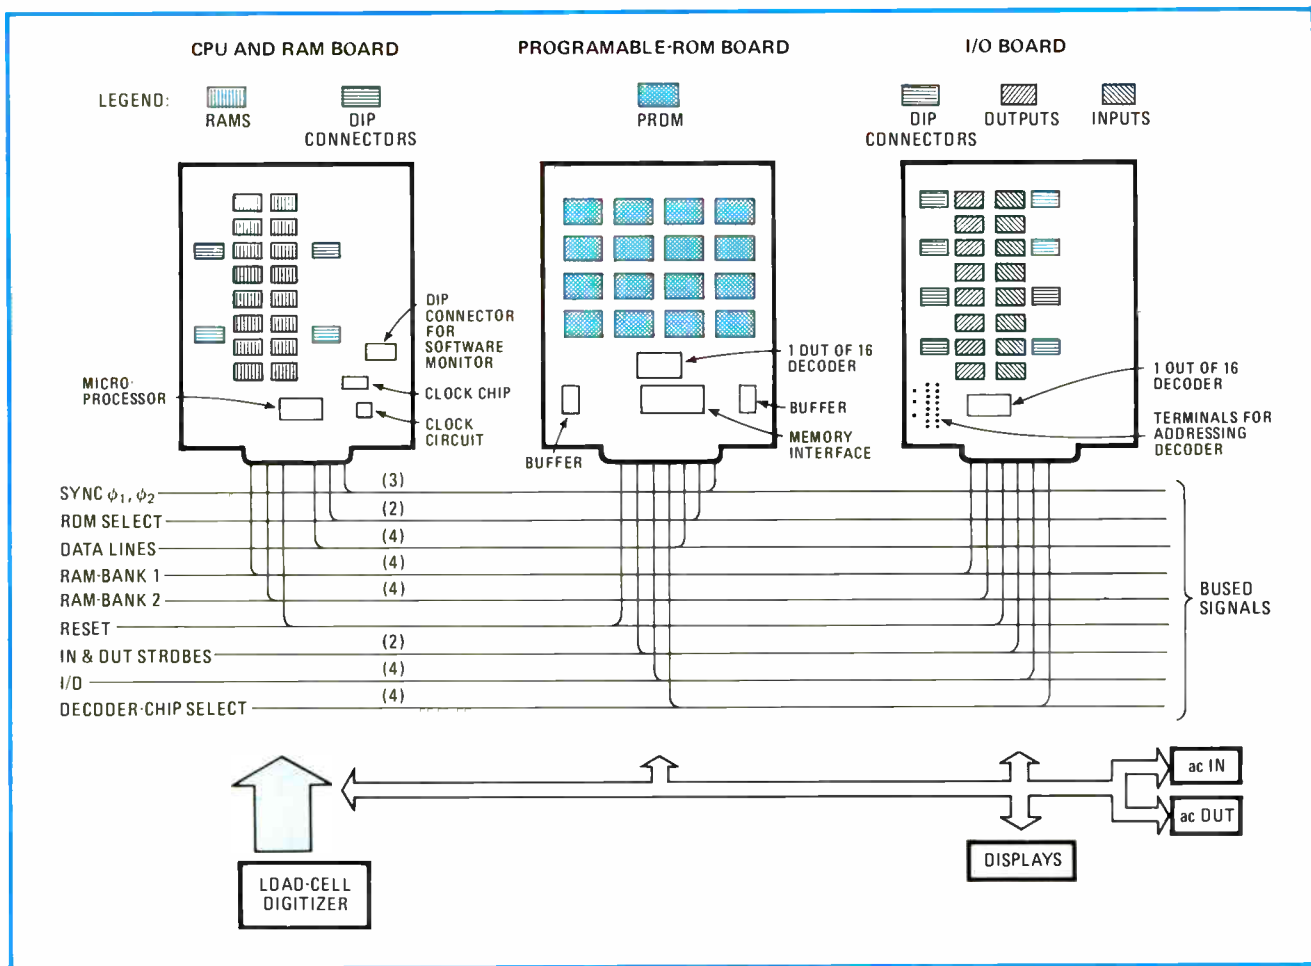 CPU AND RAM BOARD
PROGRAMABLE-ROM BOARD
I/O BOARD
LEGEND:
RAMS
DIP
CONNECTORS
PROM
DIP
CONNECTORS
OUTPUTS
INPUTS
DIP
CONNECTOR
FOR
SOFTWARE
MONITOR
MICRO-
PROCESSOR
CLOCK CHIP
CLOCK
CIRCUIT
1 OUT OF 16
DECODER
BUFFER
BUFFER
MEMORY
INTERFACE
1 OUT OF 16
DECODER
TERMINALS FOR
ADDRESSING
DECODER
SYNC ϕ1, ϕ2
(3)
ROM SELECT
(2)
DATA LINES
(4)
RAM-BANK 1
(4)
RAM-BANK 2
(4)
RESET
IN & OUT STROBES
(2)
I/O
(4)
DECODER-CHIP SELECT
(4)
BUSED
SIGNALS
ac IN
ac OUT
DISPLAYS
LOAD-CELL
DIGITIZER